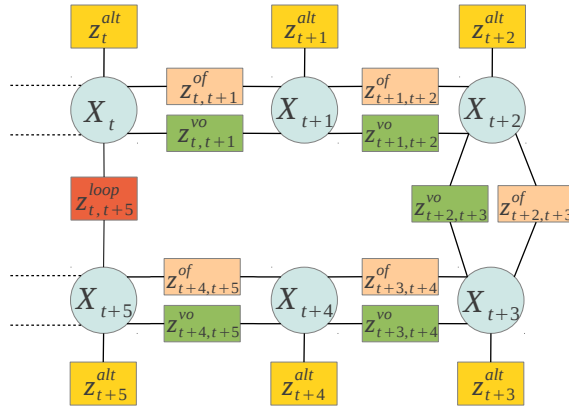 z_t^{alt} z_{t+1}^{alt} z_{t+2}^{alt}
z_{t,t+1}^{of} z_{t+1,t+2}^{of}
X_t X_{t+1} X_{t+2}
z_{t,t+1}^{vo} z_{t+1,t+2}^{vo}
z_{t,t+5}^{loop} z_{t+2,t+3}^{vo} z_{t+2,t+3}^{of}
z_{t+4,t+5}^{of} z_{t+3,t+4}^{of}
X_{t+5} X_{t+4} X_{t+3}
z_{t+4,t+5}^{vo} z_{t+3,t+4}^{vo}
z_{t+5}^{alt} z_{t+4}^{alt} z_{t+3}^{alt}